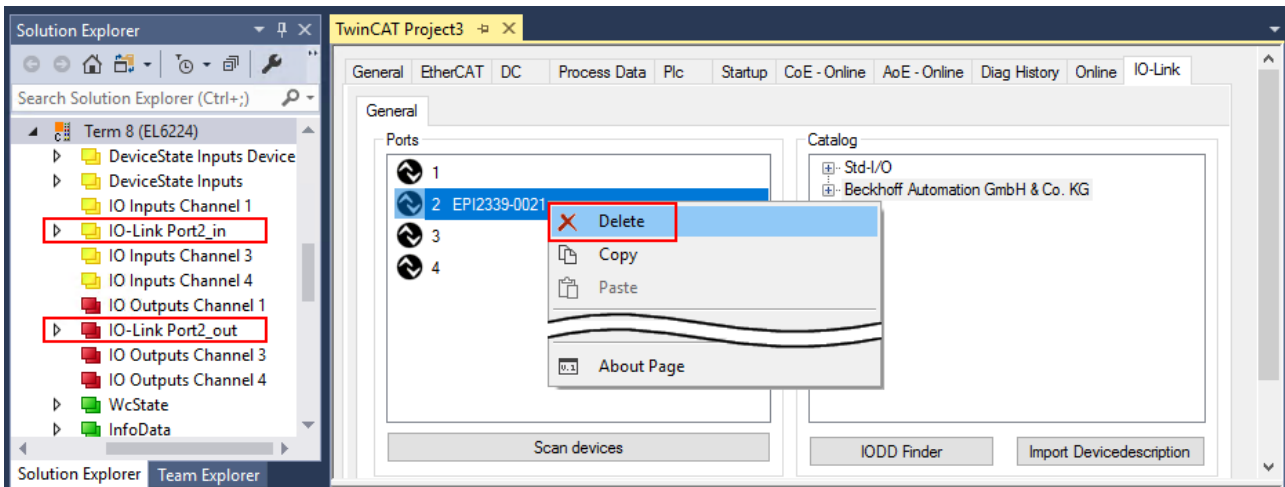 Solution Explorer
Search Solution Explorer (Ctrl+;)
Term 8 (EL6224)
DeviceState Inputs Device
DeviceState Inputs
IO Inputs Channel 1
IO-Link Port2_in
IO Inputs Channel 3
IO Inputs Channel 4
IO Outputs Channel 1
IO-Link Port2_out
IO Outputs Channel 3
IO Outputs Channel 4
WcState
InfoData
Solution Explorer Team Explorer
TwinCAT Project3
General EtherCAT DC Process Data Plc Startup CoE - Online AoE - Online Diag History Online IO-Link
General
Ports
1
2 EPI2339-0021
3
4
Delete
Copy
Paste
v.1 About Page
Scan devices
Catalog
Std-I/O
Beckhoff Automation GmbH & Co. KG
IODD Finder Import Devicedescription